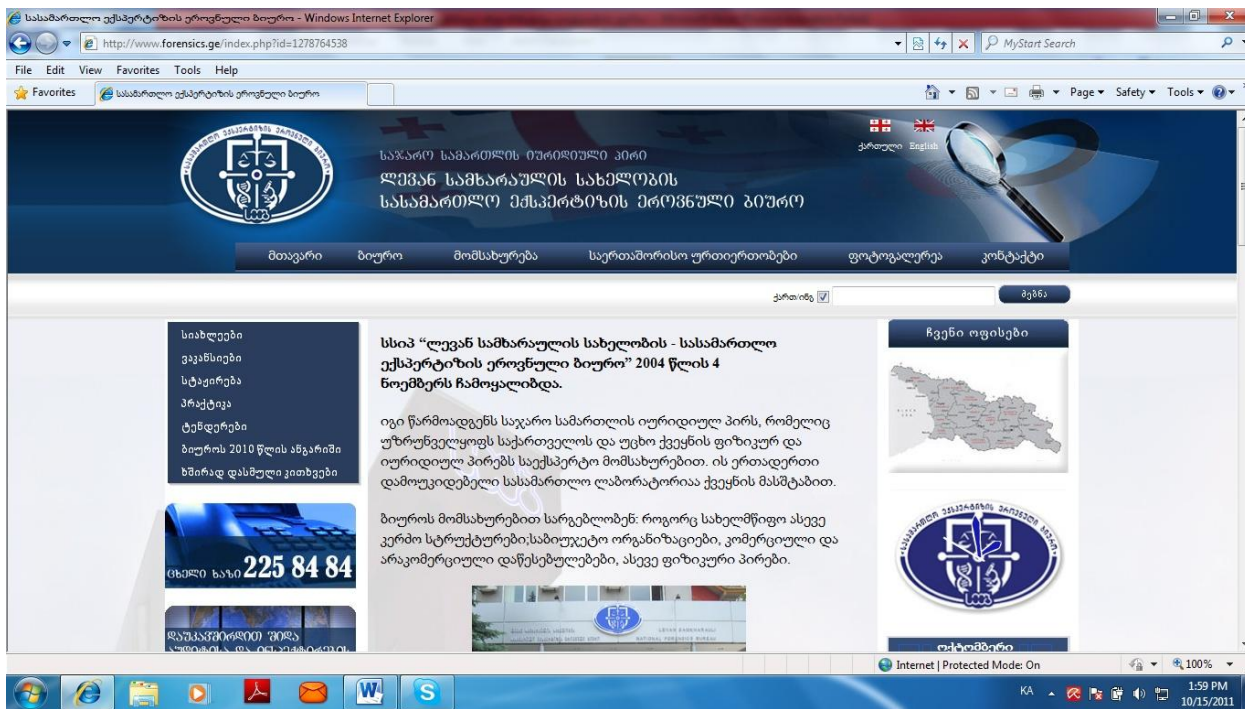 სასამართლო ექსპერტიზის ეროვნული ბიურო - Windows Internet Explorer
http://www.forensics.ge/index.php?id=1278764538
MyStart Search
File Edit View Favorites Tools Help
Favorites
სასამართლო ექსპერტიზის ეროვნული ბიურო
Page Safety Tools
ქართული English
საჯარო სამართლის იურიდიული პირი
ლევან სამხარაულის სახელობის
სასამართლო ექსპერტიზის ეროვნული ბიურო
მთავარი ბიურო მომსახურება საერთაშორისო ურთიერთობები ფოტოგალერეა კონტაქტი
ქართ/ინგ ძებნა
სიახლეები
ვაკანსიები
სტაჟირება
პრაქტიკა
ტენდერები
ბიუროს 2010 წლის ანგარიში
ხშირად დასმული კითხვები
ცხელი ხაზი 225 84 84
სსიპ “ლევან სამხარაულის სახელობის - სასამართლო
ექსპერტიზის ეროვნული ბიურო” 2004 წლის 4
ნოემბერს ჩამოყალიბდა.
იგი წარმოადგენს საჯარო სამართლის იურიდიულ პირს, რომელიც
უზრუნველყოფს საქართველოს და უცხო ქვეყნის ფიზიკურ და
იურიდიულ პირებს საექსპერტო მომსახურებით. ის ერთადერთი
დამოუკიდებელი სასამართლო ლაბორატორიაა ქვეყნის მასშტაბით.
ბიუროს მომსახურებით სარგებლობენ: როგორც სახელმწიფო ასევე
კერძო სტრუქტურები;საბიუჯეტო ორგანიზაციები, კომერციული და
არაკომერციული დაწესებულებები, ასევე ფიზიკური პირები.
ჩვენი ოფისები
ოქტომბერი
Internet | Protected Mode: On
100%
KA
1:59 PM
10/15/2011